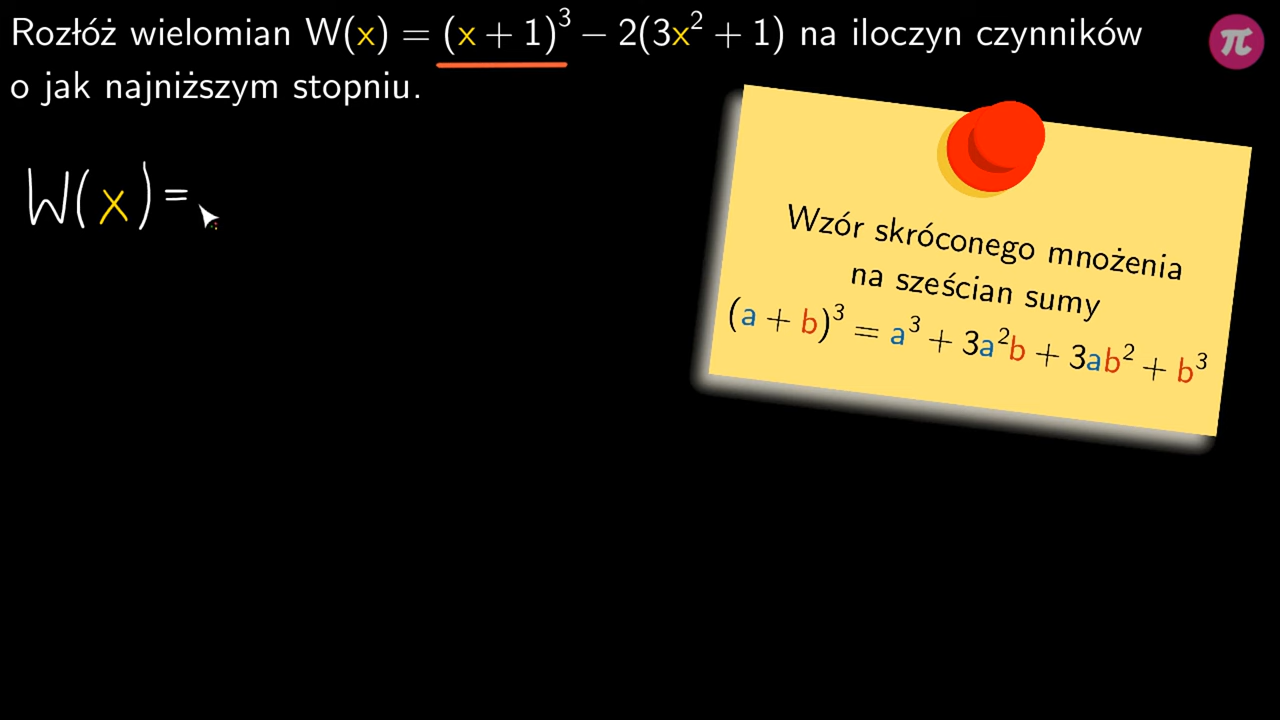 Rozłóż wielomian W(x) = (x + 1)³ − 2(3x² + 1) na iloczyn czynników
o jak najniższym stopniu.
π
W(x) =
Wzór skróconego mnożenia
na sześcian sumy
(a + b)³ = a³ + 3a²b + 3ab² + b³